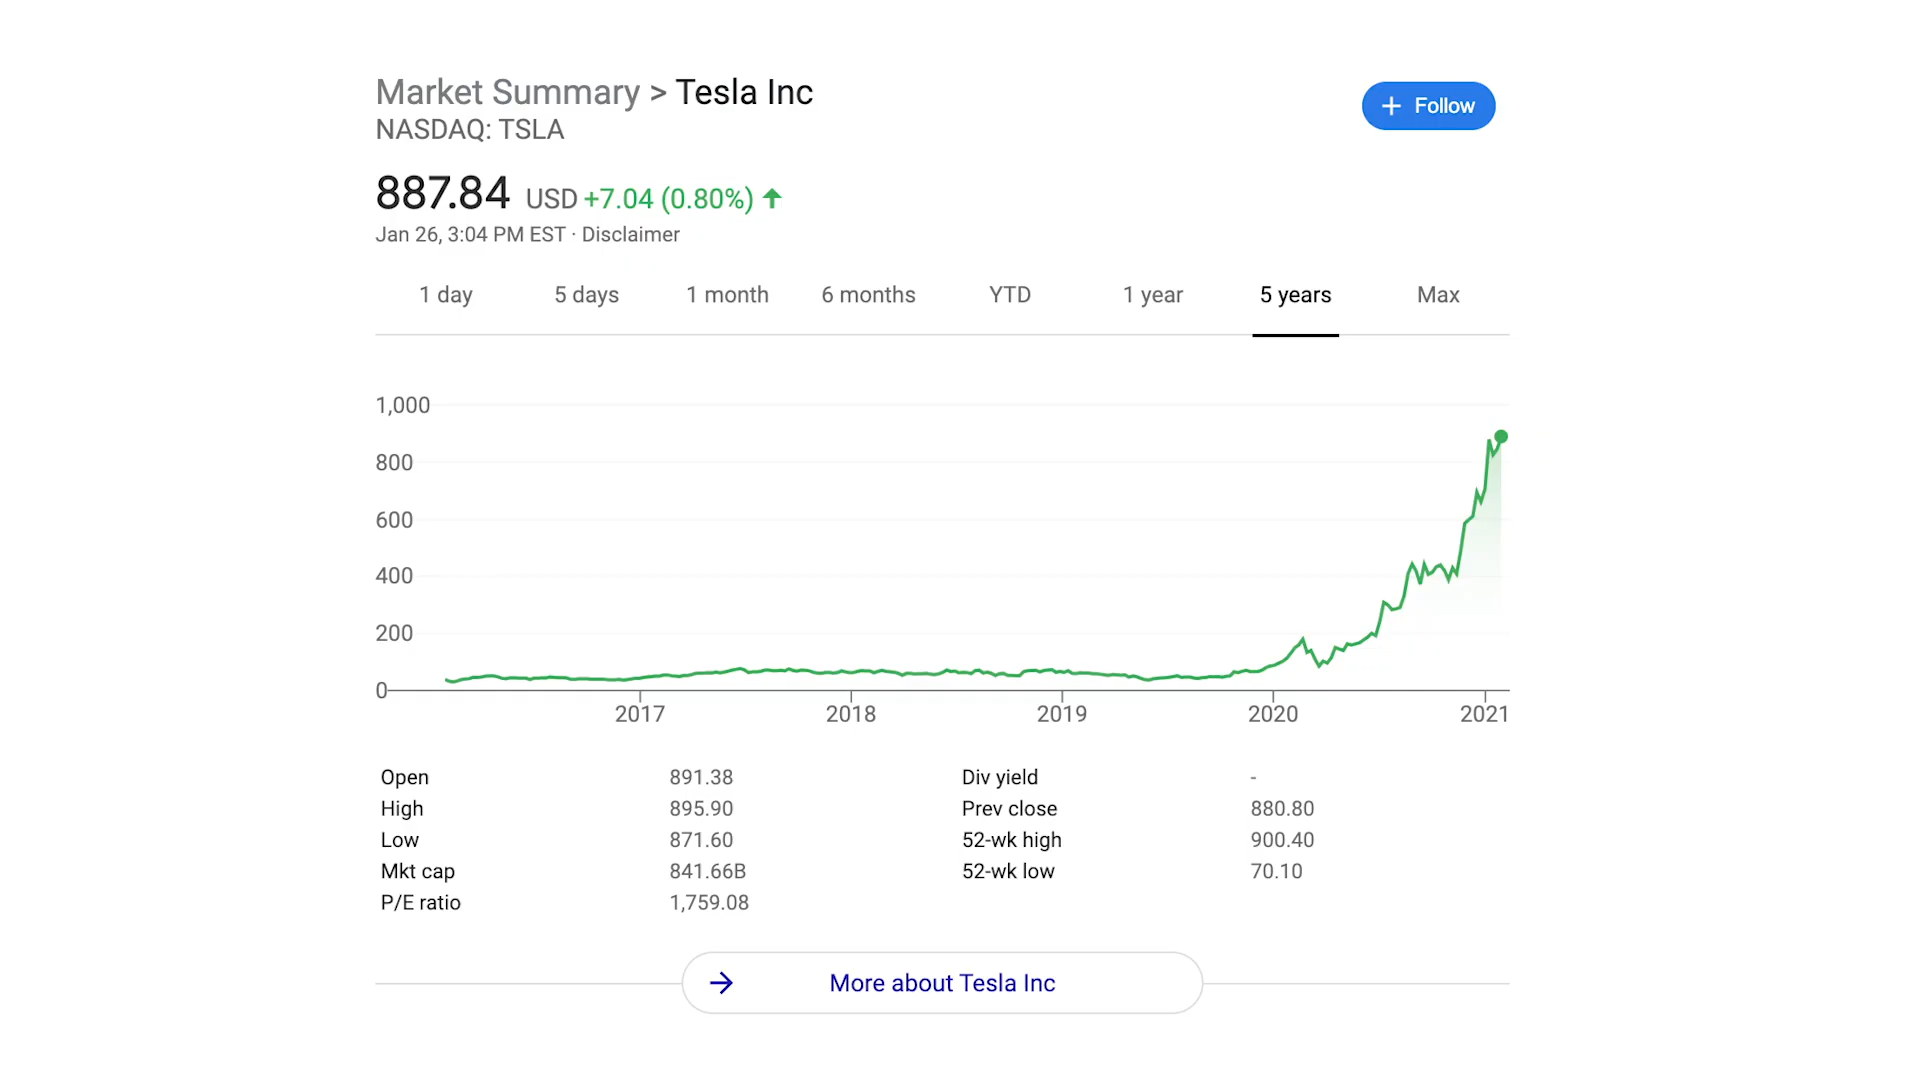 Market Summary > Tesla Inc
NASDAQ: TSLA
+ Follow
887.84 USD +7.04 (0.80%)
Jan 26, 3:04 PM EST · Disclaimer
1 day 5 days 1 month 6 months YTD 1 year 5 years Max
1,000
800
600
400
200
0
2017 2018 2019 2020 2021
Open 891.38 Div yield -
High 895.90 Prev close 880.80
Low 871.60 52-wk high 900.40
Mkt cap 841.66B 52-wk low 70.10
P/E ratio 1,759.08
More about Tesla Inc